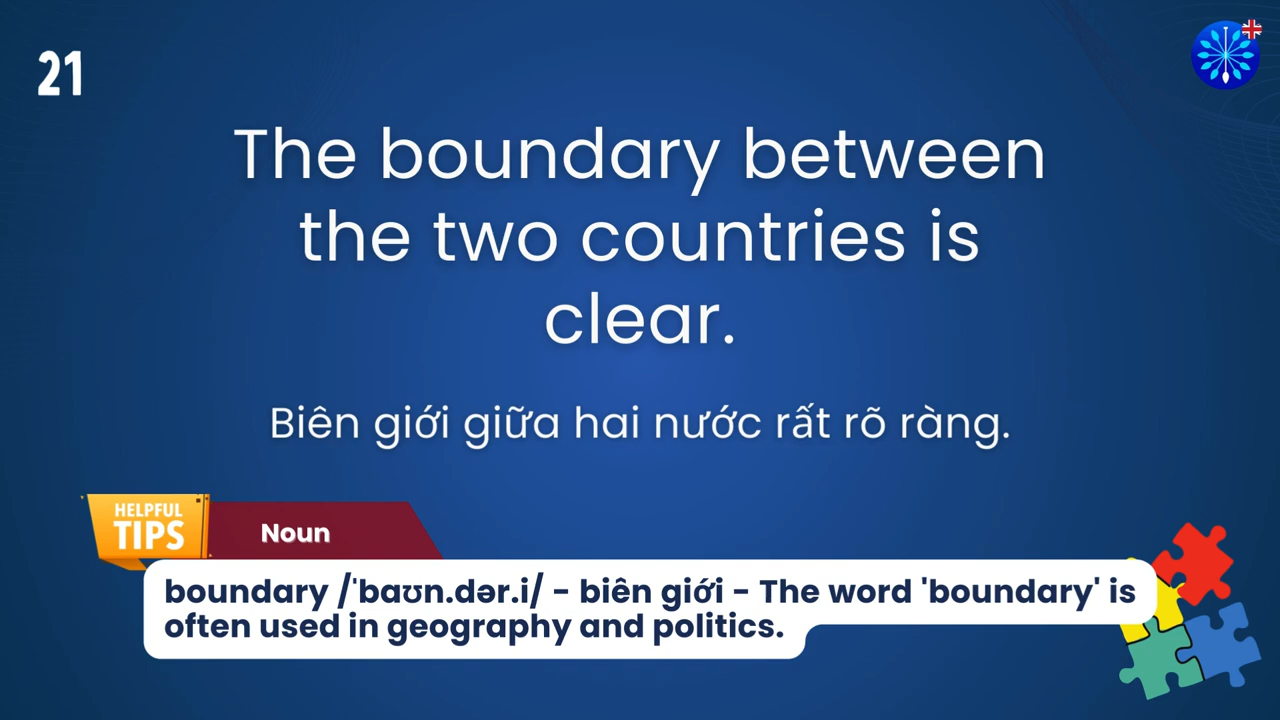 21
The boundary between
the two countries is
clear.
Biên giới giữa hai nước rất rõ ràng.
HELPFUL
TIPS
Noun
boundary /ˈbaʊn.dər.i/ - biên giới - The word 'boundary' is
often used in geography and politics.